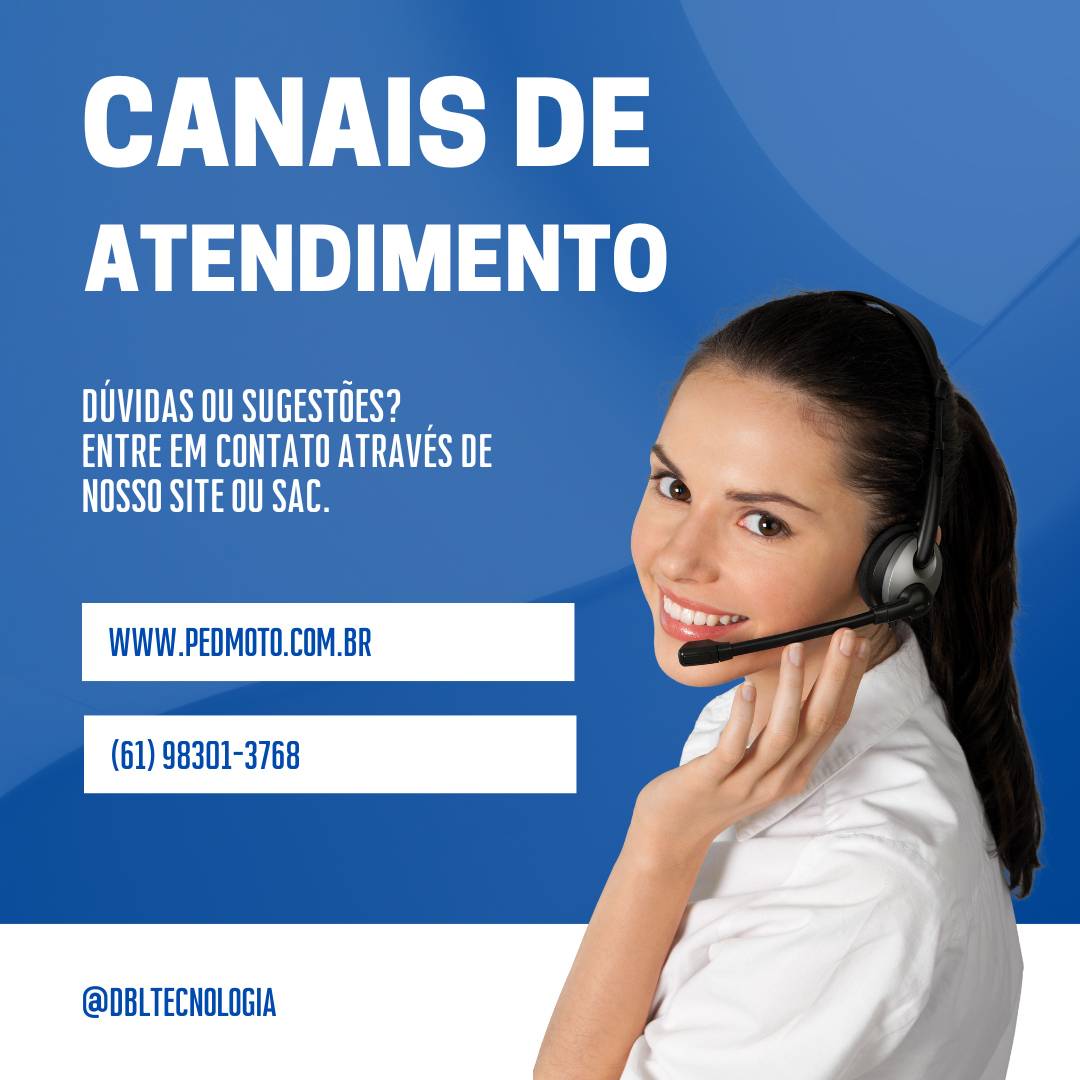 CANAIS DE
ATENDIMENTO
DÚVIDAS OU SUGESTÕES?
ENTRE EM CONTATO ATRAVÉS DE
NOSSO SITE OU SAC.
WWW.PEDMOTO.COM.BR
(61) 98301-3768
@DBLTECNOLOGIA